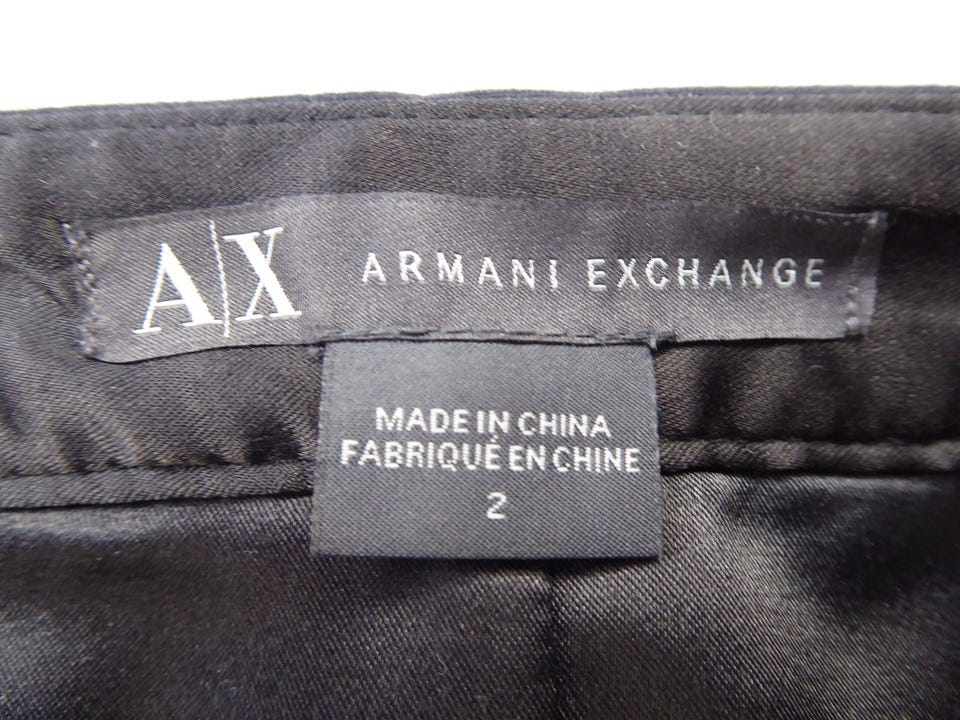 A|X ARMANI EXCHANGE
MADE IN CHINA
FABRIQUÉ EN CHINE
2